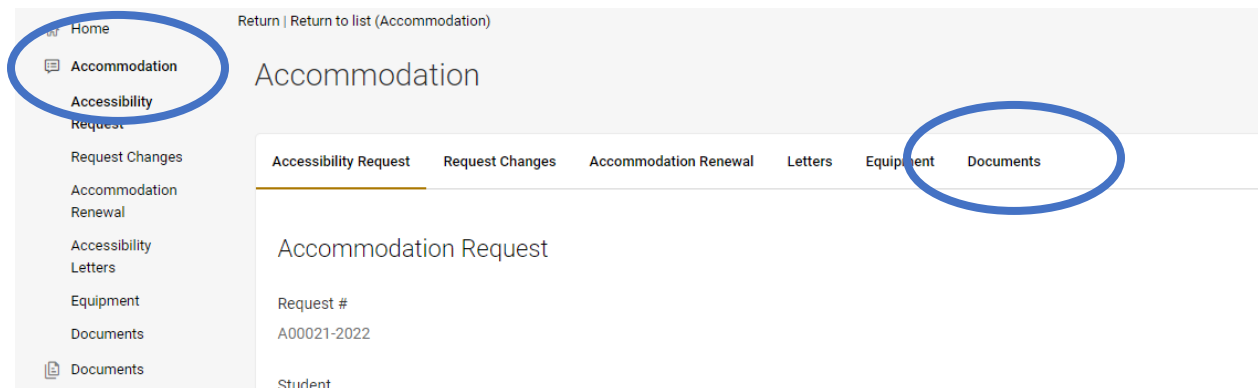 Home
Accommodation
Accessibility
Request
Request Changes
Accommodation
Renewal
Accessibility
Letters
Equipment
Documents
Documents
Return | Return to list (Accommodation)
Accommodation
Accessibility Request Request Changes Accommodation Renewal Letters Equipment Documents
Accommodation Request
Request #
A00021-2022
Student